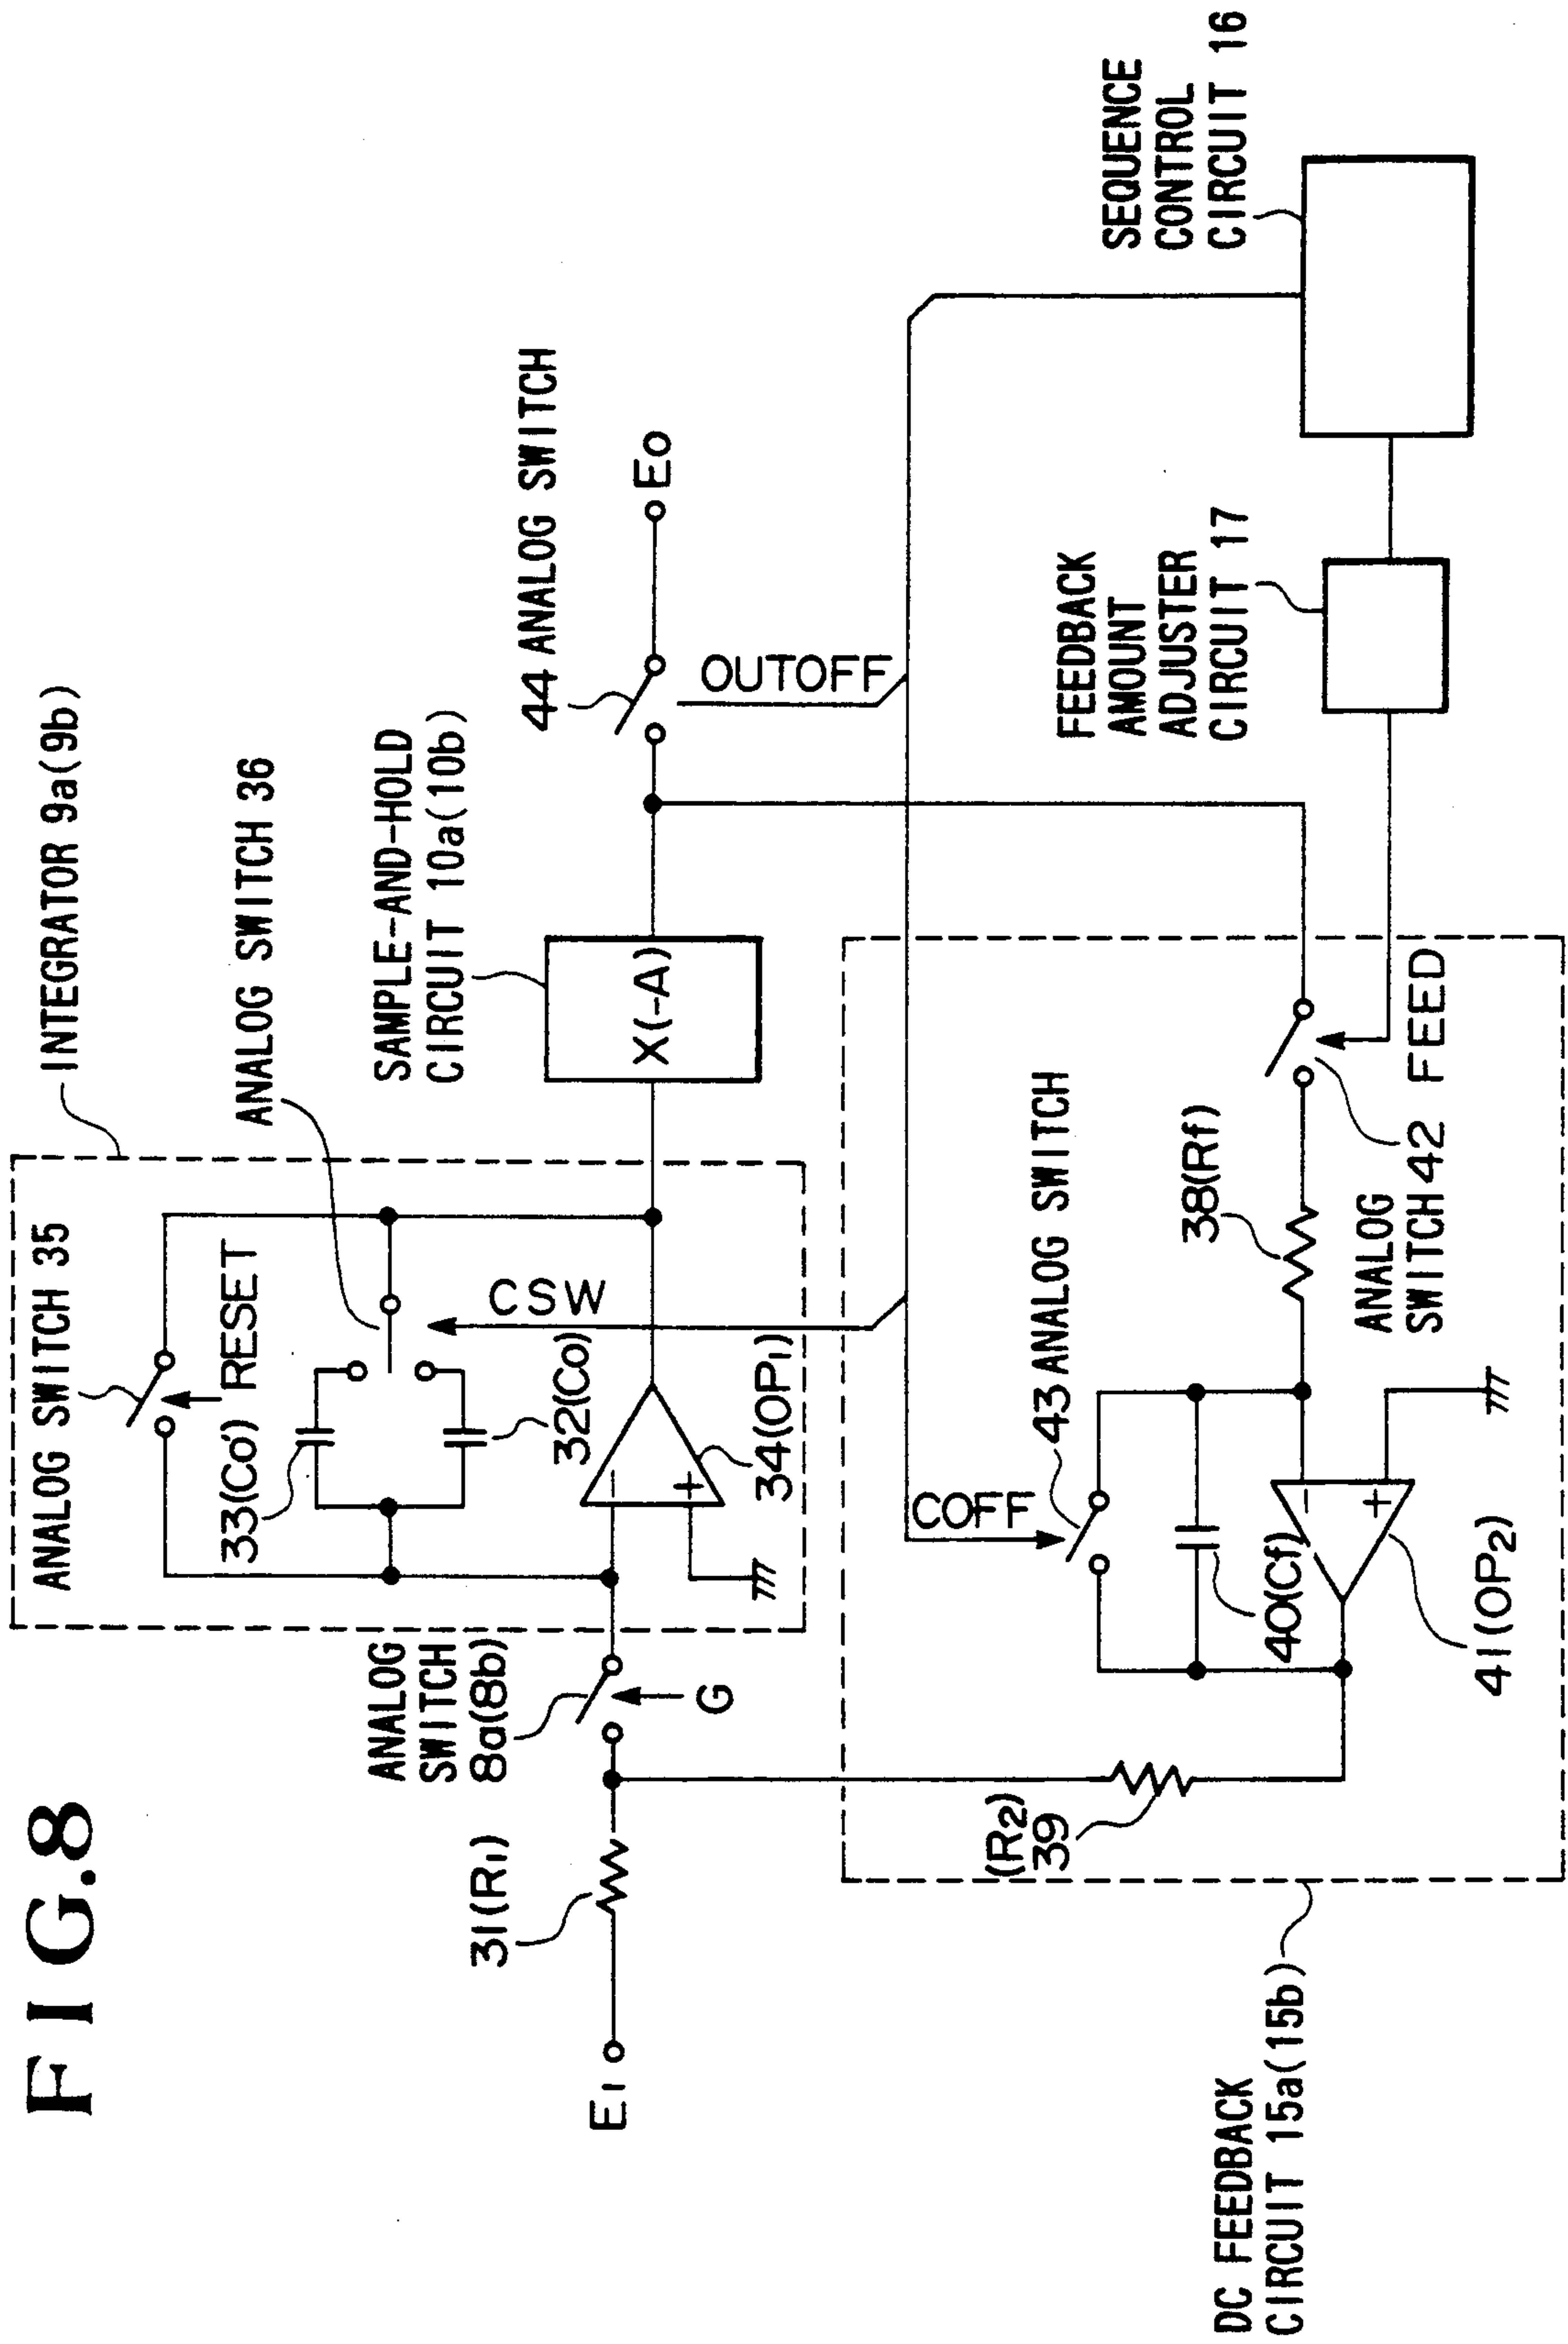 FIG.8
INTEGRATOR 9a(9b)
ANALOG SWITCH 35
RESET
ANALOG SWITCH 36
33(Co')
CSW
32(Co)
34(OP1)
−
+
SAMPLE-AND-HOLD
CIRCUIT 10a(10b)
X(-A)
44 ANALOG SWITCH
Eo
OUTOFF
ANALOG
SWITCH
8a(8b)
G
31(R1)
E1
SEQUENCE
CONTROL
CIRCUIT 16
FEEDBACK
AMOUNT
ADJUSTER
CIRCUIT 17
COFF
43 ANALOG SWITCH
38(Rf)
ANALOG
SWITCH 42
FEED
(R2)
39
40(Cf)
−
+
41(OP2)
DC FEEDBACK
CIRCUIT 15a(15b)